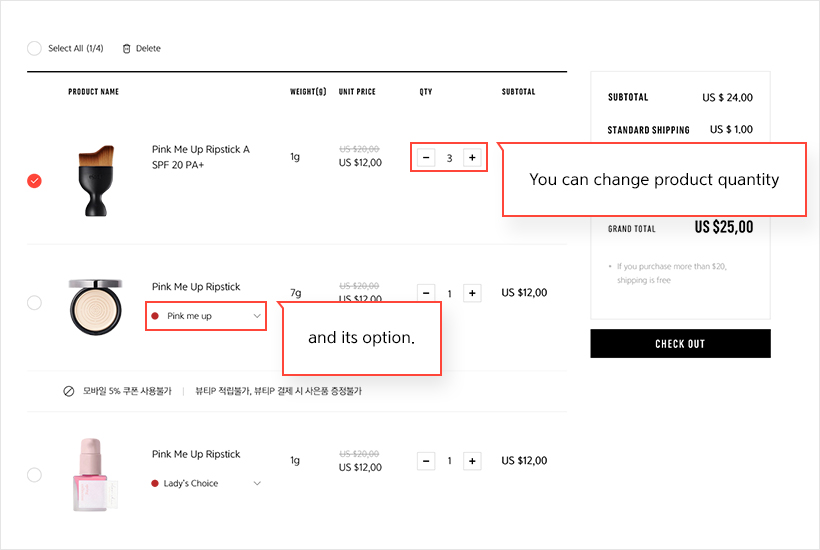 Select All (1/4) Delete
PRODUCT NAME WEIGHT(g) UNIT PRICE QTY SUBTOTAL
Pink Me Up Ripstick A
SPF 20 PA+
1g
US $20,00
US $12,00
3
You can change product quantity
Pink Me Up Ripstick
Pink me up
7g
US $20,00
US $12,00
1
US $12,00
and its option.
모바일 5% 쿠폰 사용불가 | 뷰티P 적립불가, 뷰티P 결제 시 사은품 증정불가
Pink Me Up Ripstick
Lady's Choice
1g
US $20,00
US $12,00
1
US $12,00
SUBTOTAL US $ 24,00
STANDARD SHIPPING US $ 1,00
GRAND TOTAL US $25,00
• If you purchase more than $20,
shipping is free
CHECK OUT